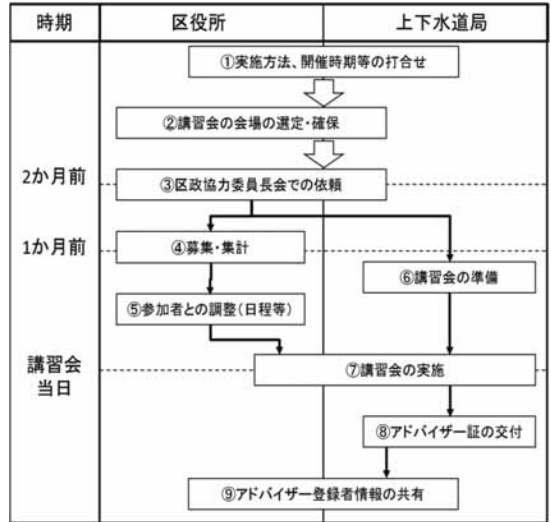 時期
区役所
上下水道局
①実施方法、開催時期等の打合せ
②講習会の会場の選定・確保
2か月前
③区政協力委員長会での依頼
1か月前
④募集・集計
⑥講習会の準備
⑤参加者との調整(日程等)
講習会
当日
⑦講習会の実施
⑧アドバイザー証の交付
⑨アドバイザー登録者情報の共有